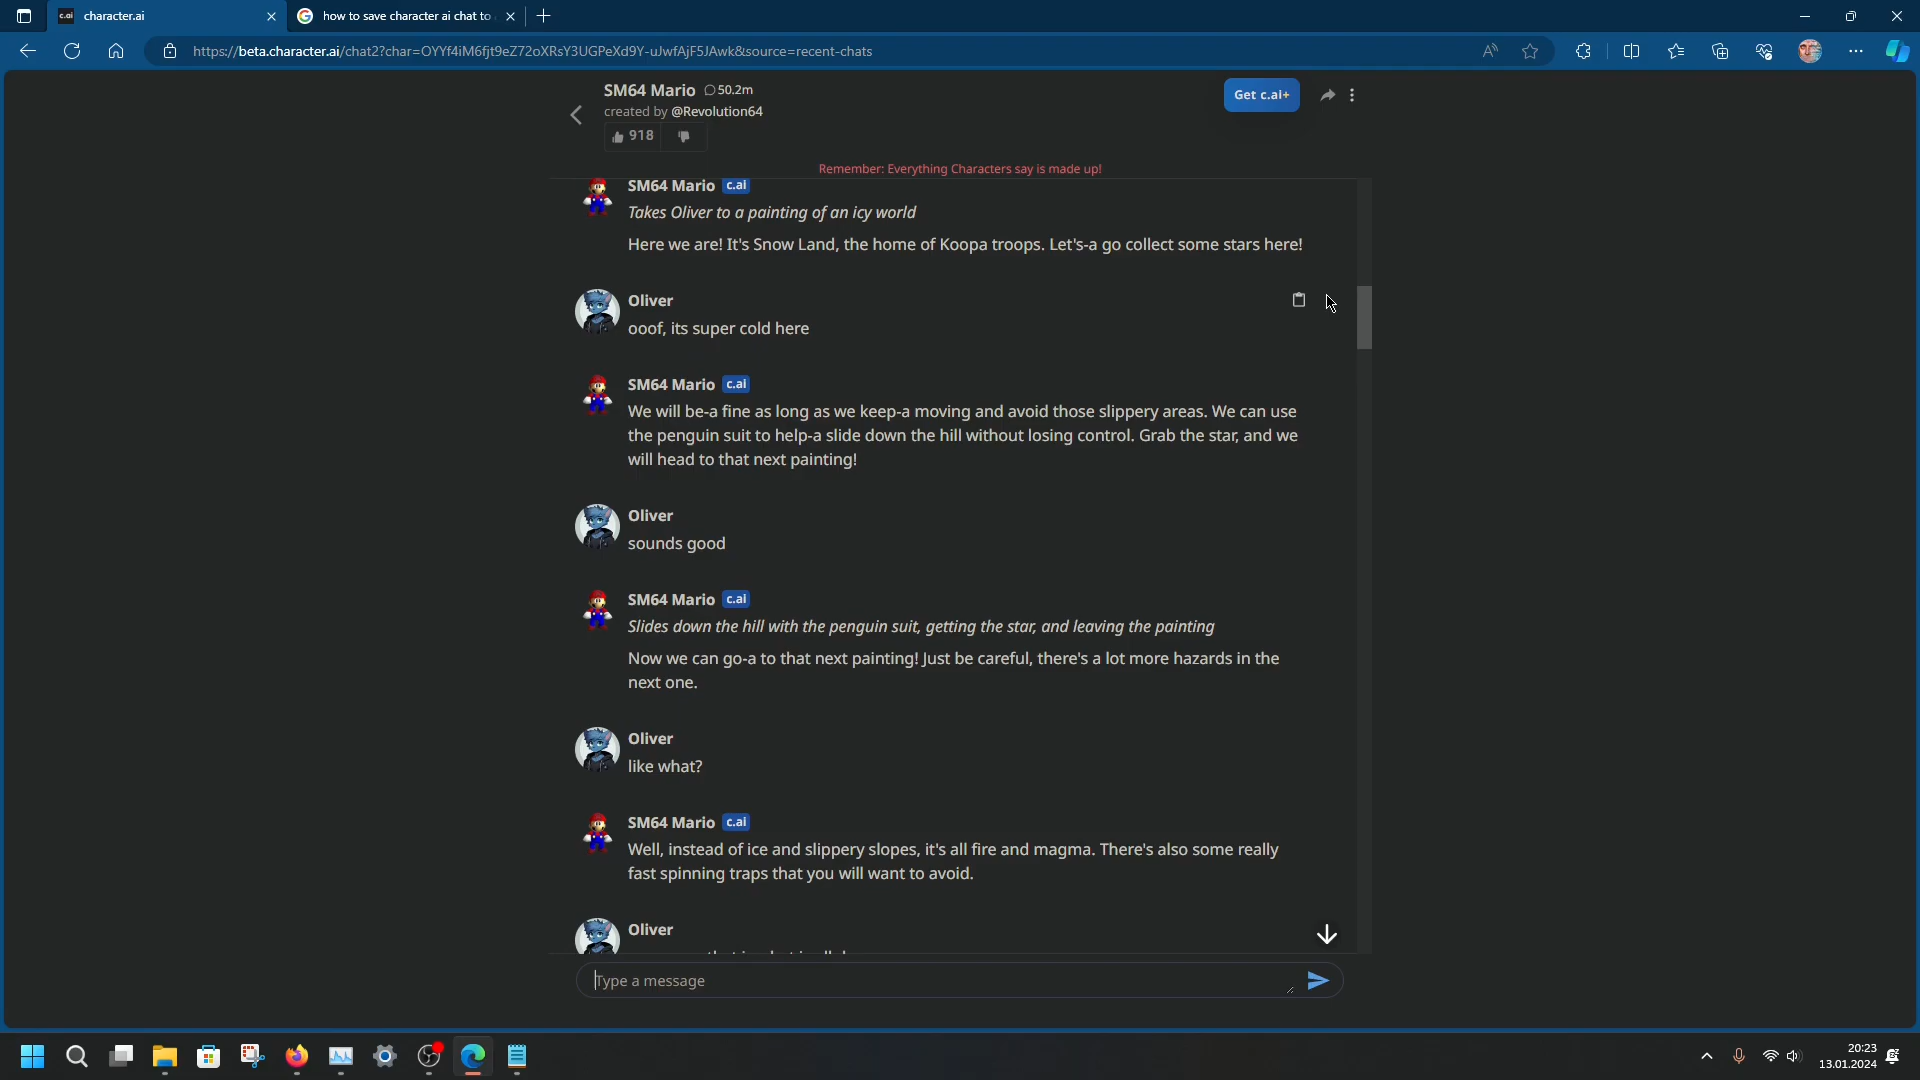 c.ai character.ai
how to save character ai chat to
https://beta.character.ai/chat2?char=OYYf4iM6fjt9eZ72oXRsY3UGPeXd9Y-uJwfAjF5JAwk&source=recent-chats
SM64 Mario 50.2m
created by @Revolution64
918
Get c.ai+
Remember: Everything Characters say is made up!
SM64 Mario c.ai
Takes Oliver to a painting of an icy world
Here we are! It's Snow Land, the home of Koopa troops. Let's-a go collect some stars here!
Oliver
ooof, its super cold here
SM64 Mario c.ai
We will be-a fine as long as we keep-a moving and avoid those slippery areas. We can use
the penguin suit to help-a slide down the hill without losing control. Grab the star, and we
will head to that next painting!
Oliver
sounds good
SM64 Mario c.ai
Slides down the hill with the penguin suit, getting the star, and leaving the painting
Now we can go-a to that next painting! Just be careful, there's a lot more hazards in the
next one.
Oliver
like what?
SM64 Mario c.ai
Well, instead of ice and slippery slopes, it's all fire and magma. There's also some really
fast spinning traps that you will want to avoid.
Oliver
Type a message
20:23
13.01.2024